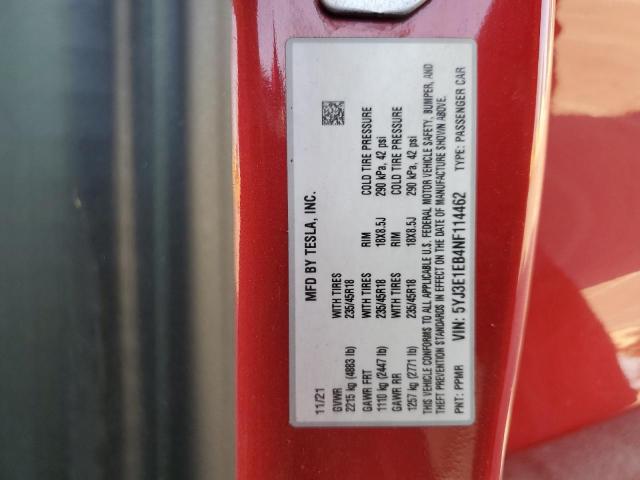 MFD BY TESLA, INC.
11/21
GVWR WITH TIRES RIM COLD TIRE PRESSURE
2215 kg (4883 lb) 235/45R18 18X8.5J 290 kPa, 42 psi
GAWR FRT WITH TIRES RIM COLD TIRE PRESSURE
1110 kg (2447 lb) 235/45R18 18X8.5J 290 kPa, 42 psi
GAWR RR WITH TIRES
1257 kg (2771 lb) 235/45R18
THIS VEHICLE CONFORMS TO ALL APPLICABLE U.S. FEDERAL MOTOR VEHICLE SAFETY, BUMPER, AND
THEFT PREVENTION STANDARDS IN EFFECT ON THE DATE OF MANUFACTURE SHOWN ABOVE.
VIN: 5YJ3E1EB4NF114462
PNT: PPMR TYPE: PASSENGER CAR